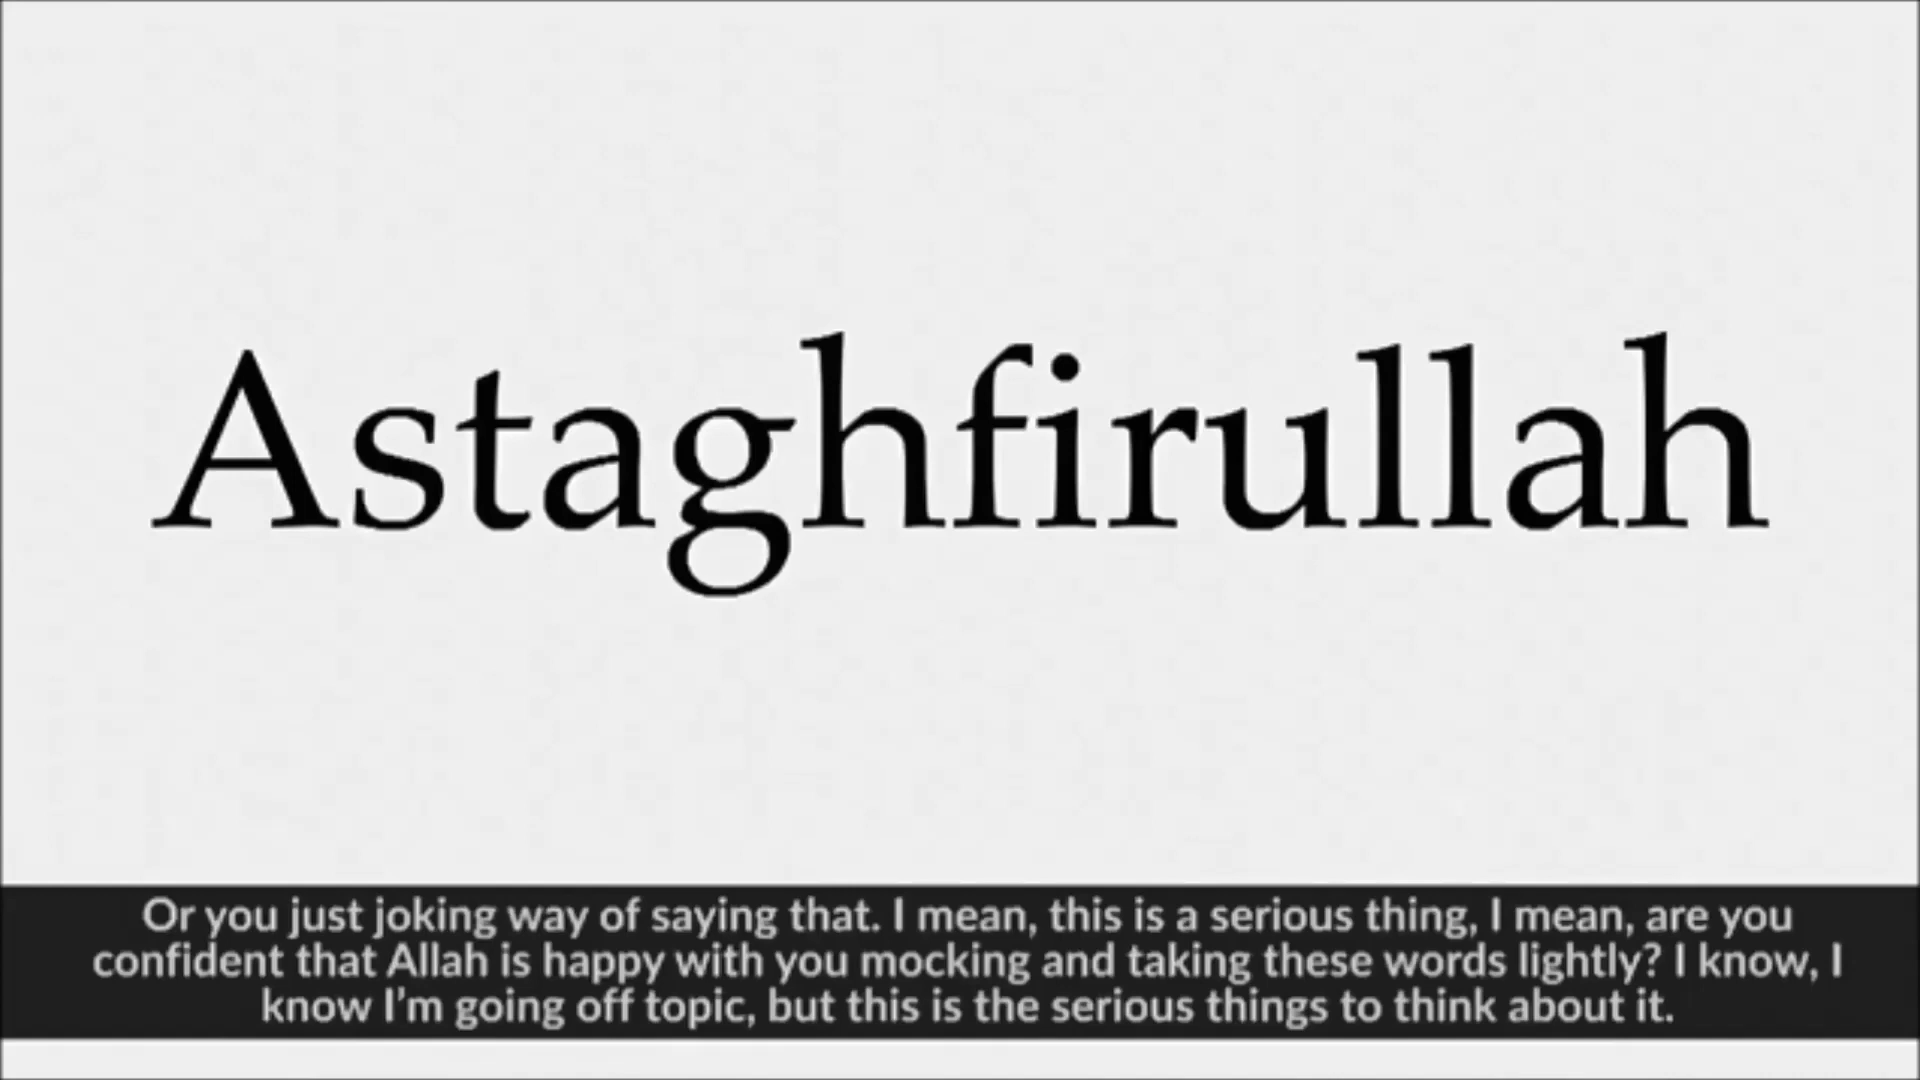 Astaghfirullah
Or you just joking way of saying that. I mean, this is a serious thing, I mean, are you
confident that Allah is happy with you mocking and taking these words lightly? I know, I
know I'm going off topic, but this is the serious things to think about it.